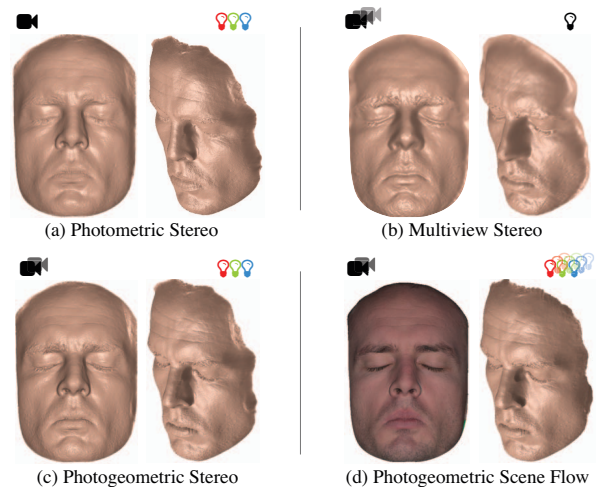 (a) Photometric Stereo
(b) Multiview Stereo
(c) Photogeometric Stereo
(d) Photogeometric Scene Flow